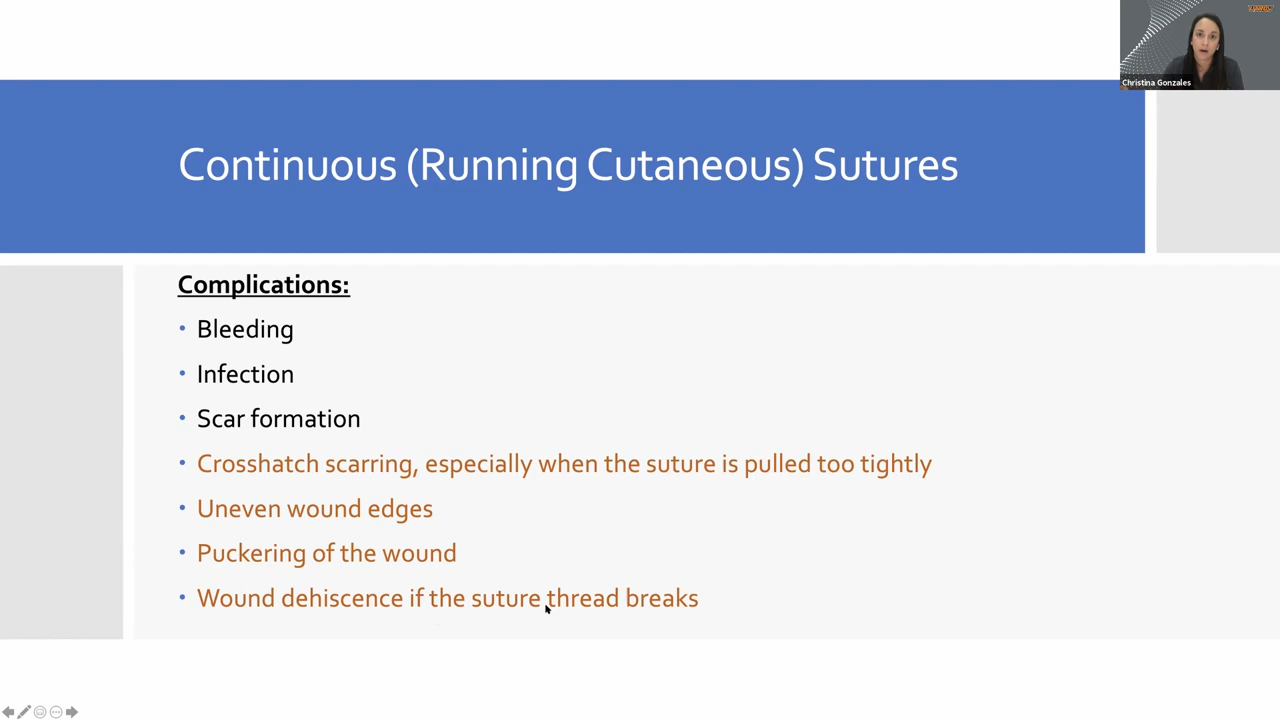 Christina Gonzales
Continuous (Running Cutaneous) Sutures
Complications:
• Bleeding
• Infection
• Scar formation
• Crosshatch scarring, especially when the suture is pulled too tightly
• Uneven wound edges
• Puckering of the wound
• Wound dehiscence if the suture thread breaks